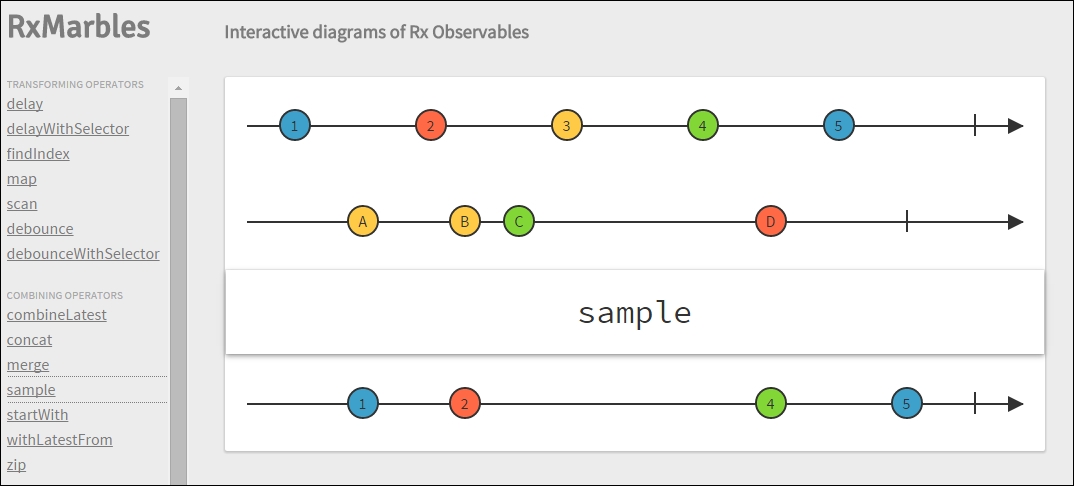 RxMarbles
Interactive diagrams of Rx Observables
TRANSFORMING OPERATORS
delay
delayWithSelector
findIndex
map
scan
debounce
debounceWithSelector
COMBINING OPERATORS
combineLatest
concat
merge
sample
startWith
withLatestFrom
zip
1 2 3 4 5
A B C D
sample
1 2 4 5